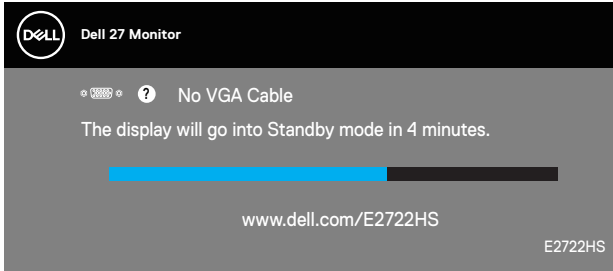 DELL
Dell 27 Monitor
? No VGA Cable
The display will go into Standby mode in 4 minutes.
www.dell.com/E2722HS
E2722HS